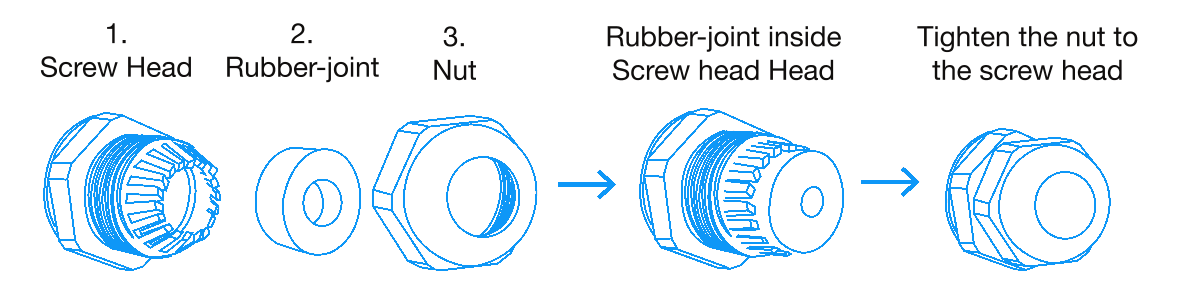 1.
Screw Head
2.
Rubber-joint
3.
Nut
Rubber-joint inside
Screw head Head
Tighten the nut to
the screw head